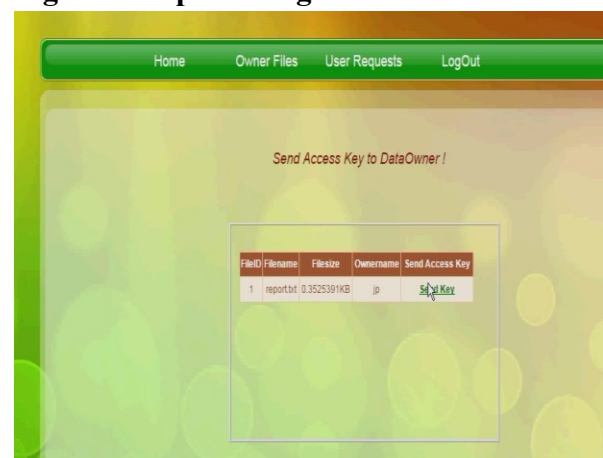 Home Owner Files User Requests LogOut
Send Access Key to DataOwner !
FileID Filename Filesize Ownername Send Access Key
1 report.txt 0.3525391KB jp Send Key